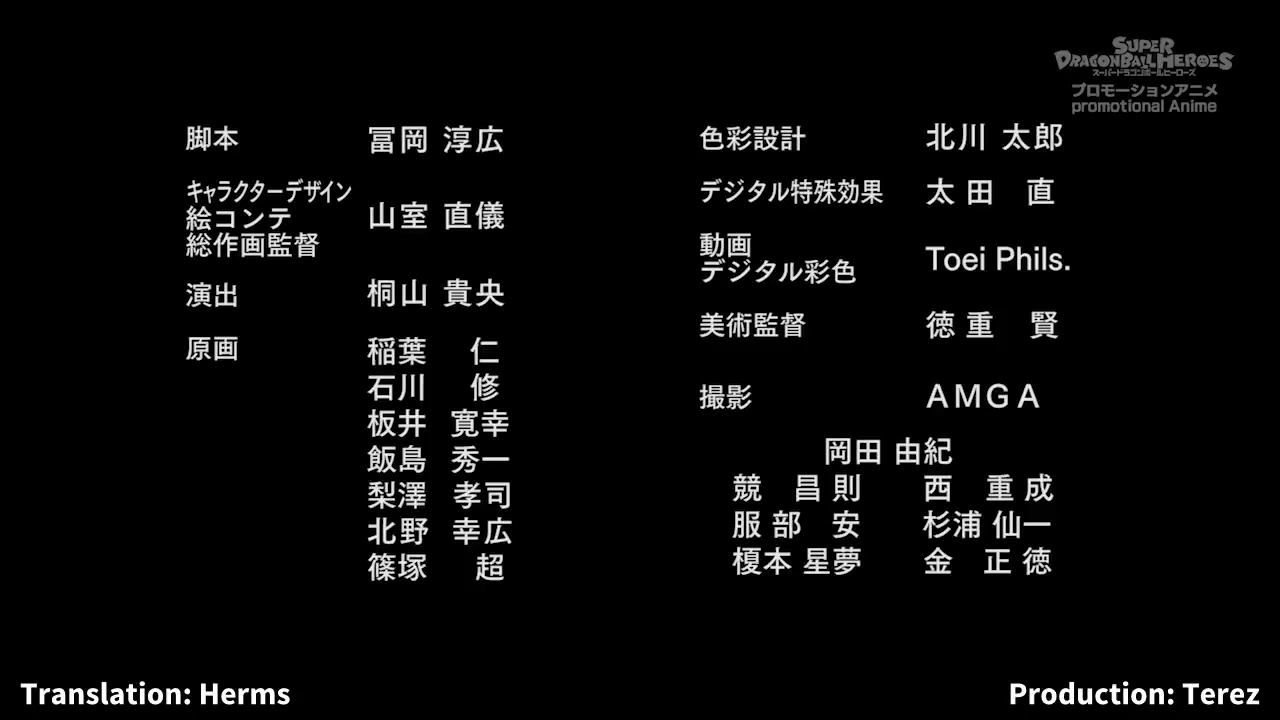 SUPER
DRAGONBALL HEROES
スーパードラゴンボールヒーローズ
プロモーションアニメ
promotional Anime
脚本 冨岡 淳広
キャラクターデザイン
絵コンテ 山室 直儀
総作画監督
演出 桐山 貴央
原画 稲葉 仁
石川 修
板井 寛幸
飯島 秀一
梨澤 孝司
北野 幸広
篠塚 超
色彩設計 北川 太郎
デジタル特殊効果 太田 直
動画
デジタル彩色 Toei Phils.
美術監督 徳重 賢
撮影 AMGA
岡田 由紀
競 昌則 西 重成
服部 安 杉浦 仙一
榎本 星夢 金 正徳
Translation: Herms
Production: Terez